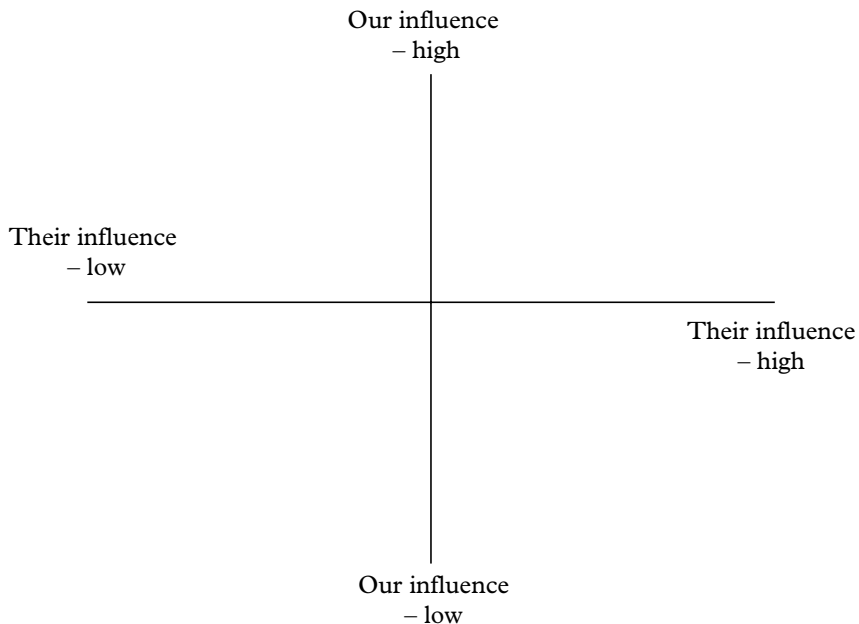 Our influence
– high
Their influence
– low
Their influence
– high
Our influence
– low